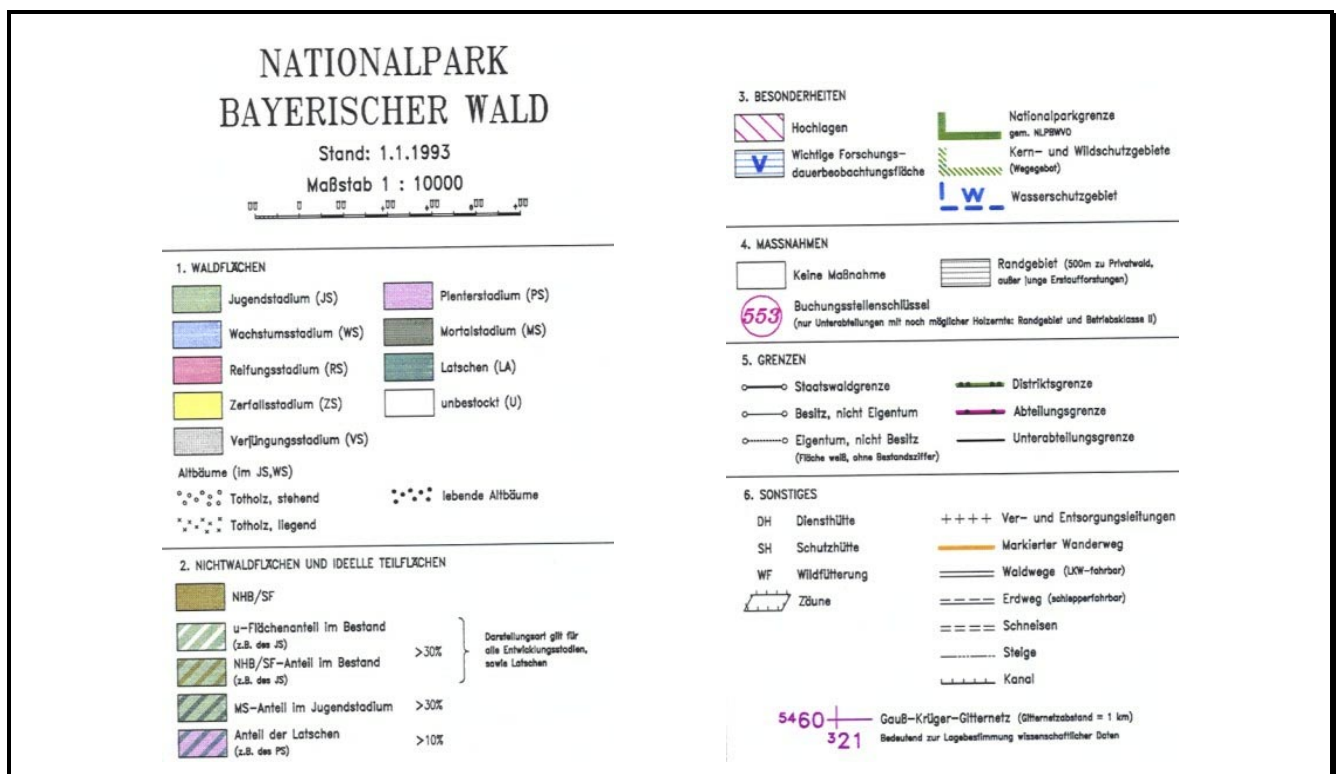 NATIONALPARK
BAYERISCHER WALD
Stand: 1.1.1993
Maßstab 1 : 10000
1. WALDFLÄCHEN
Jugendstadium (JS)
Plenterstadium (PS)
Wachstumsstadium (WS)
Mortalstadium (MS)
Reifungsstadium (RS)
Latschen (LA)
Zerfallsstadium (ZS)
unbestockt (U)
Verjüngungsstadium (VS)
Altbäume (im JS,WS)
Totholz, stehend
lebende Altbäume
Totholz, liegend
2. NICHTWALDFLÄCHEN UND IDEELLE TEILFLÄCHEN
NHB/SF
u-Flächenanteil im Bestand
(z.B. des JS)
NHB/SF-Anteil im Bestand
(z.B. des JS)
>30%
Darstellungsart gilt für
alle Entwicklungsstadien,
sowie Latschen
MS-Anteil im Jugendstadium >30%
Anteil der Latschen
(z.B. des PS)
>10%
3. BESONDERHEITEN
Hochlagen
Nationalparkgrenze
gem. NLPBWVO
V
Wichtige Forschungs-
dauerbeobachtungsfläche
Kern- und Wildschutzgebiete
(Wegegebot)
W
Wasserschutzgebiet
4. MASSNAHMEN
Keine Maßnahme
Randgebiet (500m zu Privatwald,
außer junge Erstaufforstungen)
553
Buchungsstellenschlüssel
(nur Unterabteilungen mit noch möglicher Holzernte: Randgebiet und Betriebsklasse II)
5. GRENZEN
Staatswaldgrenze
Distriktsgrenze
Besitz, nicht Eigentum
Abteilungsgrenze
Eigentum, nicht Besitz
(Fläche weiß, ohne Bestandsziffer)
Unterabteilungsgrenze
6. SONSTIGES
DH Diensthütte
Ver- und Entsorgungsleitungen
SH Schutzhütte
Markierter Wanderweg
WF Wildfütterung
Waldwege (LKW-fahrbar)
Zäune
Erdweg (schlepperfahrbar)
Schneisen
Steige
Kanal
5460
321
Gauß-Krüger-Gitternetz (Gitternetzabstand = 1 km)
Bedeutend zur Lagebestimmung wissenschaftlicher Daten